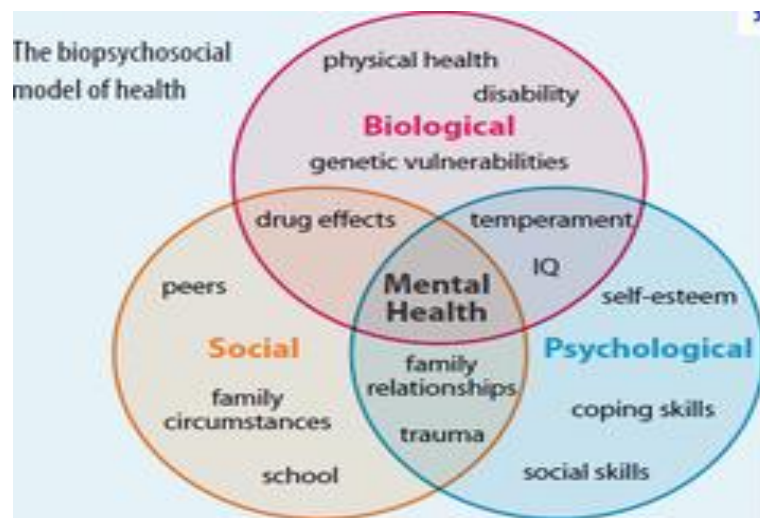 The biopsychosocial
model of health
physical health
disability
Biological
genetic vulnerabilities
drug effects
temperament
IQ
peers
Mental
Health
self-esteem
Social
Psychological
family
relationships
family
circumstances
coping skills
trauma
school
social skills